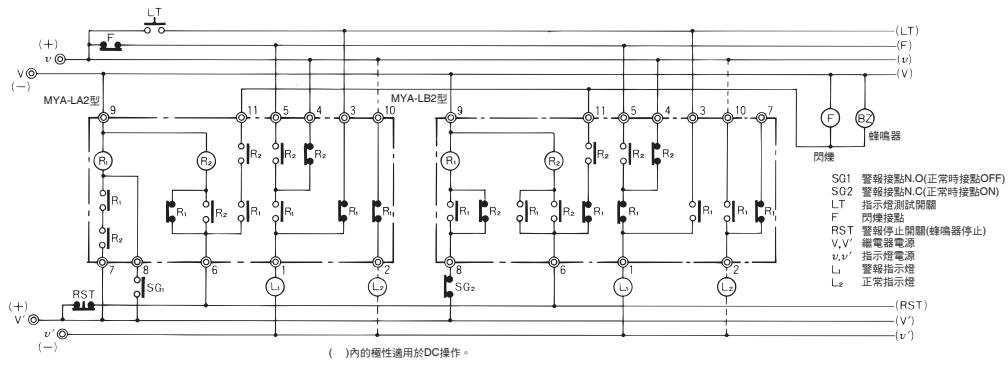 LT
(LT)
F
(F)
(+)
υ
(υ)
V
(V)
(−)
MYA-LA2型
9
11
5
4
3
10
MYA-LB2型
9
11
5
4
3
10
7
F
BZ
蜂鳴器
閃爍
R₁
R₂
R₂
R₂
R₂
R₁
R₂
R₂
R₂
R₂
R₁
R₁
R₂
R₁
R₁
R₁
R₁
R₁
R₂
R₁
R₁
R₁
R₁
R₁
R₂
7
8
6
1
2
8
6
1
2
SG₁
L₁
L₂
SG₂
L₁
L₂
RST
(+)
(RST)
V′
(V′)
υ′
(υ′)
(−)
SG1 警報接點N.O(正常時接點OFF)
SG2 警報接點N.C(正常時接點ON)
LT 指示燈測試開關
F 閃爍接點
RST 警報停止開關(蜂鳴器停止)
V,V′ 繼電器電源
υ,υ′ 指示燈電源
L₁ 警報指示燈
L₂ 正常指示燈
( )內的極性適用於DC操作。